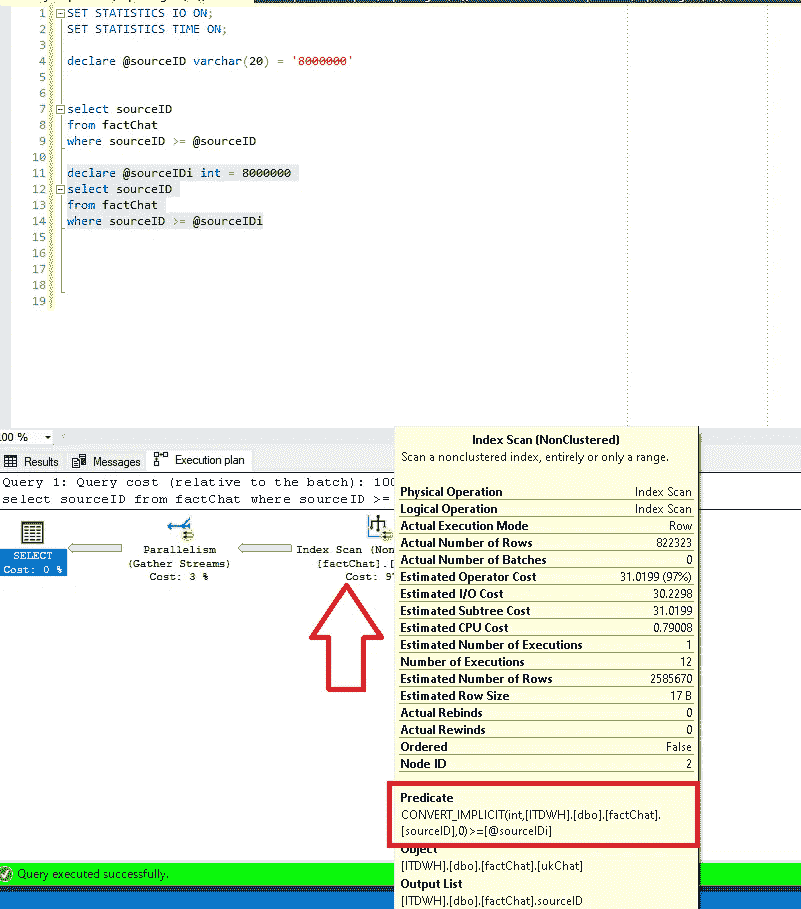 1 SET STATISTICS IO ON;
2 SET STATISTICS TIME ON;
3
4 declare @sourceID varchar(20) = '8000000'
5
6
7 select sourceID
8 from factChat
9 where sourceID >= @sourceID
10
11 declare @sourceIDi int = 8000000
12 select sourceID
13 from factChat
14 where sourceID >= @sourceIDi
15
16
17
18
19
00 %
Results Messages Execution plan
Query 1: Query cost (relative to the batch): 100
select sourceID from factChat where sourceID >=
SELECT
Cost: 0 %
Parallelism
(Gather Streams)
Cost: 3 %
Index Scan (Non
[factChat].[
Cost: 9
Index Scan (NonClustered)
Scan a nonclustered index, entirely or only a range.
Physical Operation Index Scan
Logical Operation Index Scan
Actual Execution Mode Row
Actual Number of Rows 822323
Actual Number of Batches 0
Estimated Operator Cost 31.0199 (97%)
Estimated I/O Cost 30.2298
Estimated Subtree Cost 31.0199
Estimated CPU Cost 0.79008
Estimated Number of Executions 1
Number of Executions 12
Estimated Number of Rows 2585670
Estimated Row Size 17 B
Actual Rebinds 0
Actual Rewinds 0
Ordered False
Node ID 2
Predicate
CONVERT_IMPLICIT(int,[ITDWH].[dbo].[factChat].
[sourceID],0)>=[@sourceIDi]
Object
[ITDWH].[dbo].[factChat].[ukChat]
Output List
[ITDWH].[dbo].[factChat].sourceID
Query executed successfully.